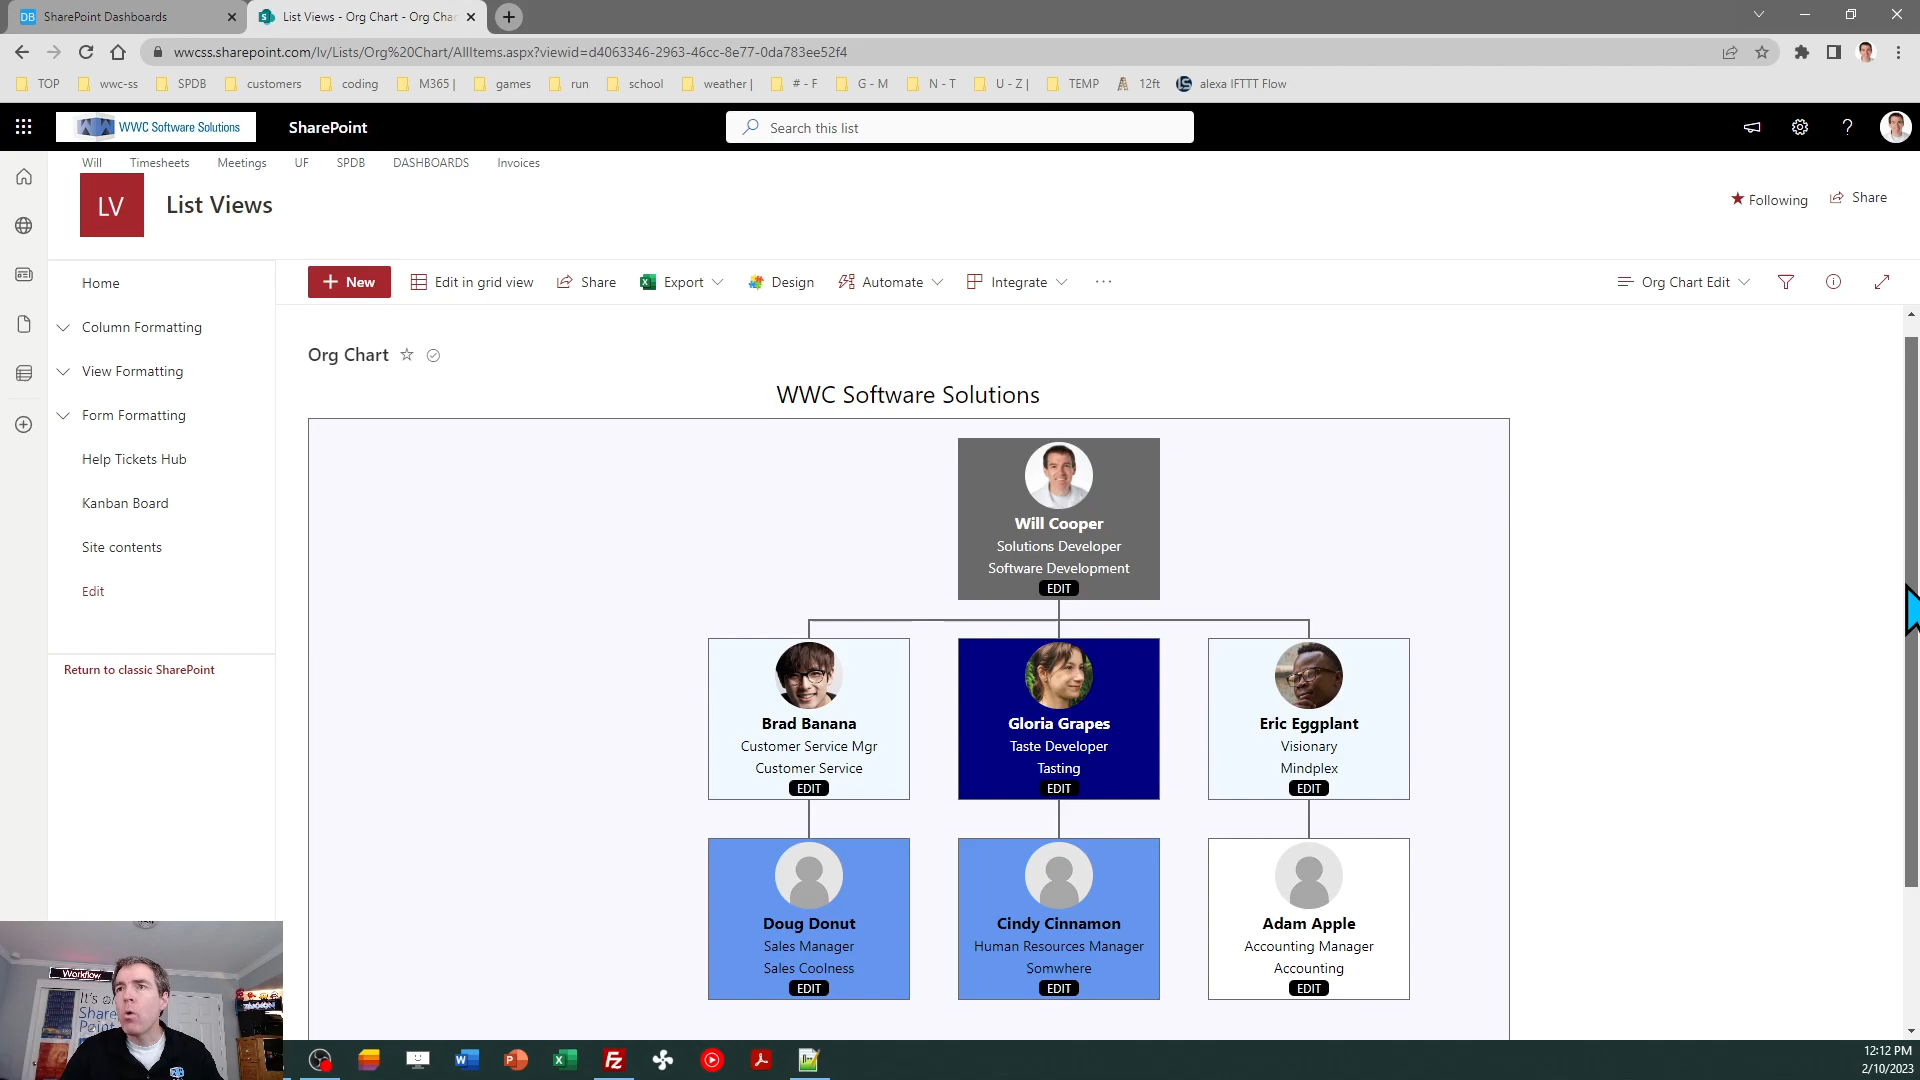 SharePoint Dashboards
List Views - Org Chart - Org Char
wwcss.sharepoint.com/lv/Lists/Org%20Chart/AllItems.aspx?viewid=d4063346-2963-46cc-8e77-0da783ee52f4
TOP wwc-ss SPDB customers coding M365 | games run school weather | # - F G - M N - T U - Z | TEMP 12ft alexa IFTTT Flow
WWC Software Solutions SharePoint Search this list
Will Timesheets Meetings UF SPDB DASHBOARDS Invoices
LV List Views
Following Share
Home
Column Formatting
View Formatting
Form Formatting
Help Tickets Hub
Kanban Board
Site contents
Edit
Return to classic SharePoint
New Edit in grid view Share Export Design Automate Integrate ··· Org Chart Edit
Org Chart
WWC Software Solutions
Will Cooper
Solutions Developer
Software Development
EDIT
Brad Banana
Customer Service Mgr
Customer Service
EDIT
Gloria Grapes
Taste Developer
Tasting
EDIT
Eric Eggplant
Visionary
Mindplex
EDIT
Doug Donut
Sales Manager
Sales Coolness
EDIT
Cindy Cinnamon
Human Resources Manager
Somwhere
EDIT
Adam Apple
Accounting Manager
Accounting
EDIT
Workflow
It's
Share
Point
12:12 PM
2/10/2023